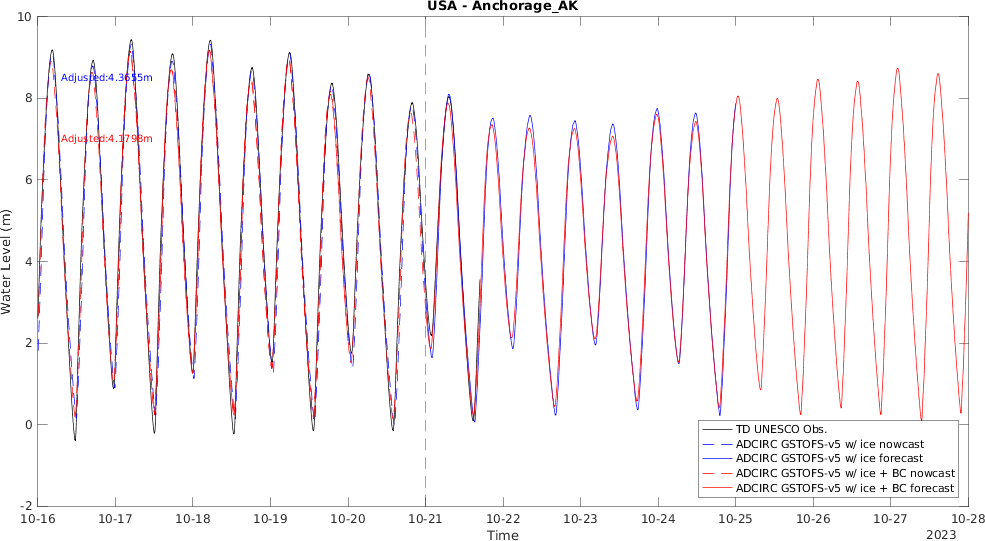 USA - Anchorage_AK
10
8
6
4
2
0
-2
Water Level (m)
Adjusted:4.3655m
Adjusted:4.1798m
TD UNESCO Obs.
ADCIRC GSTOFS-v5 w/ ice nowcast
ADCIRC GSTOFS-v5 w/ ice forecast
ADCIRC GSTOFS-v5 w/ ice + BC nowcast
ADCIRC GSTOFS-v5 w/ ice + BC forecast
10-16 10-17 10-18 10-19 10-20 10-21 10-22 10-23 10-24 10-25 10-26 10-27 10-28
Time
2023